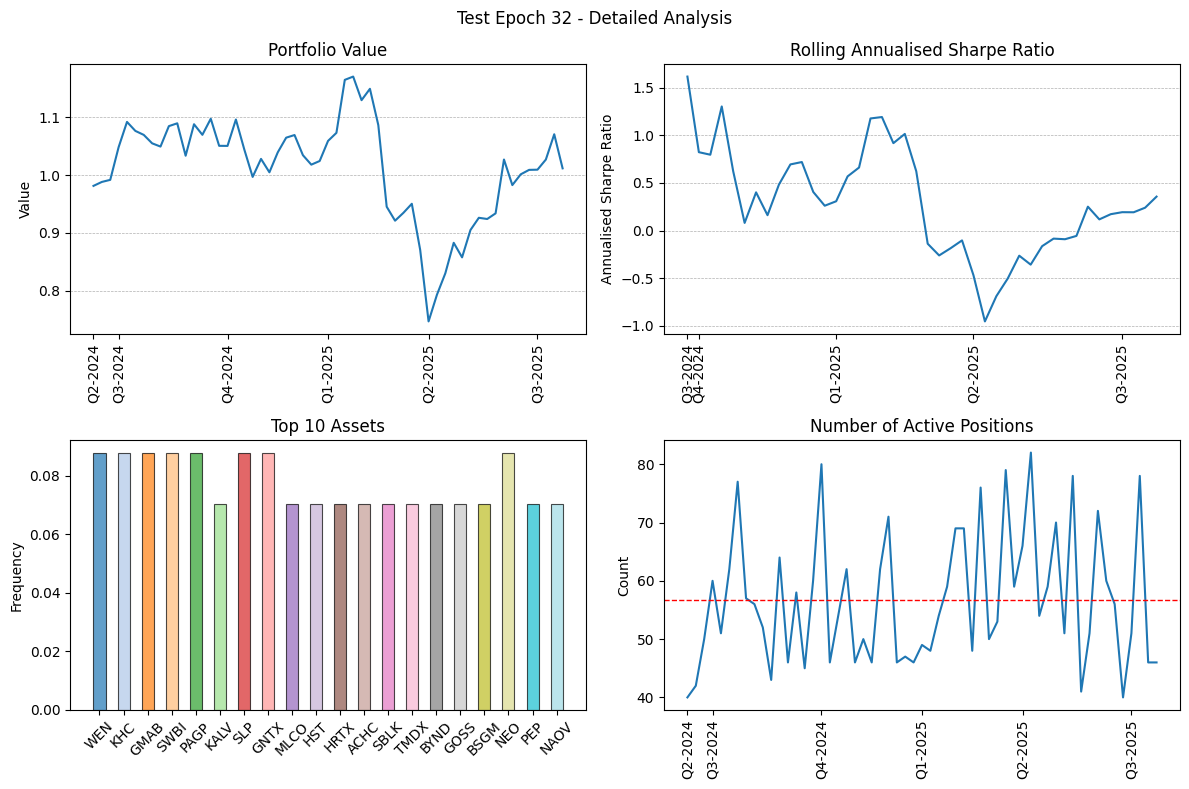 Test Epoch 32 - Detailed Analysis
Portfolio Value
Value
1.1
1.0
0.9
0.8
Q2-2024
Q3-2024
Q4-2024
Q1-2025
Q2-2025
Q3-2025
Rolling Annualised Sharpe Ratio
Annualised Sharpe Ratio
1.5
1.0
0.5
0.0
−0.5
−1.0
Q3-2024
Q4-2024
Q1-2025
Q2-2025
Q3-2025
Top 10 Assets
Frequency
0.08
0.06
0.04
0.02
0.00
WEN
KHC
GMAB
SWBI
PAGP
KALV
SLP
GNTX
MLCO
HST
HRTX
ACHC
SBLK
TMDX
BYND
GOSS
BSGM
NEO
PEP
NAOV
Number of Active Positions
Count
80
70
60
50
40
Q2-2024
Q3-2024
Q4-2024
Q1-2025
Q2-2025
Q3-2025